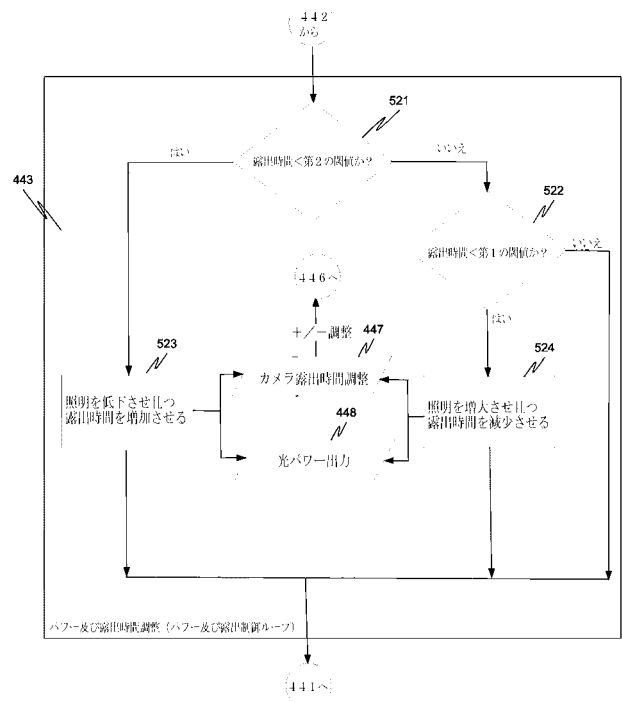 442
から
521
はい
露出時間<第2の閾値か?
いいえ
443
522
露出時間<第1の閾値か?
いいえ
446へ
はい
+/-調整
447
523
524
カメラ露出時間調整
照明を低下させ且つ
露出時間を増加させる
照明を増大させ且つ
露出時間を減少させる
448
光パワー出力
パワー及び露出時間調整(パワー及び露出制御ループ)
441へ